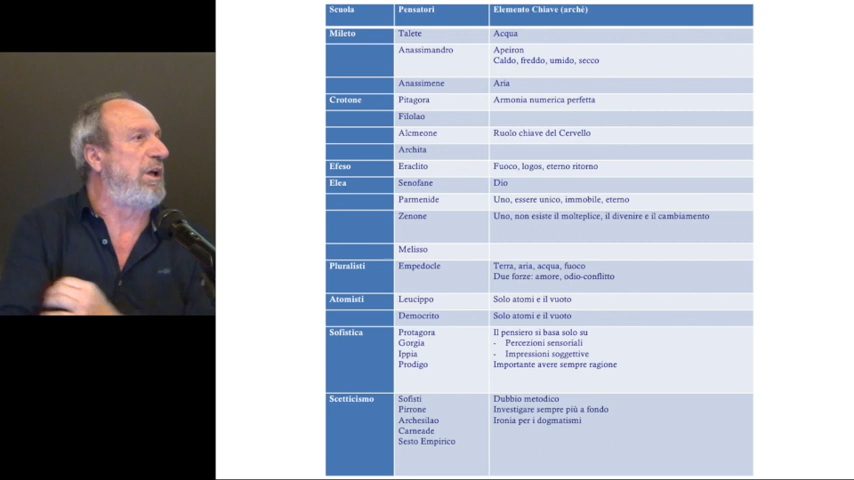 Scuola Pensatori Elemento Chiave (archè)
Mileto Talete Acqua
Anassimandro Apeiron
Caldo, freddo, umido, secco
Anassimene Aria
Crotone Pitagora Armonia numerica perfetta
Filolao
Alcmeone Ruolo chiave del Cervello
Archita
Efeso Eraclito Fuoco, logos, eterno ritorno
Elea Senofane Dio
Parmenide Uno, essere unico, immobile, eterno
Zenone Uno, non esiste il molteplice, il divenire e il cambiamento
Melisso
Pluralisti Empedocle Terra, aria, acqua, fuoco
Due forze: amore, odio-conflitto
Atomisti Leucippo Solo atomi e il vuoto
Democrito Solo atomi e il vuoto
Sofistica Protagora Il pensiero si basa solo su
Gorgia - Percezioni sensoriali
Ippia - Impressioni soggettive
Prodigo Importante avere sempre ragione
Scetticismo Sofisti Dubbio metodico
Pirrone Investigare sempre più a fondo
Archesilao Ironia per i dogmatismi
Carneade
Sesto Empirico